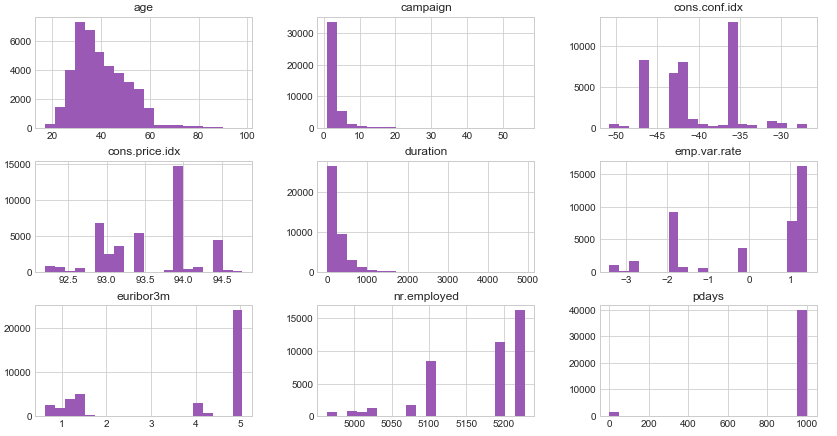 age
6000
4000
2000
0
20 40 60 80 100
campaign
30000
20000
10000
0
0 10 20 30 40 50
cons.conf.idx
10000
5000
0
−50 −45 −40 −35 −30
cons.price.idx
15000
10000
5000
0
92.5 93.0 93.5 94.0 94.5
duration
20000
10000
0
0 1000 2000 3000 4000 5000
emp.var.rate
15000
10000
5000
0
−3 −2 −1 0 1
euribor3m
20000
10000
0
1 2 3 4 5
nr.employed
15000
10000
5000
0
5000 5050 5100 5150 5200
pdays
40000
30000
20000
10000
0
0 200 400 600 800 1000